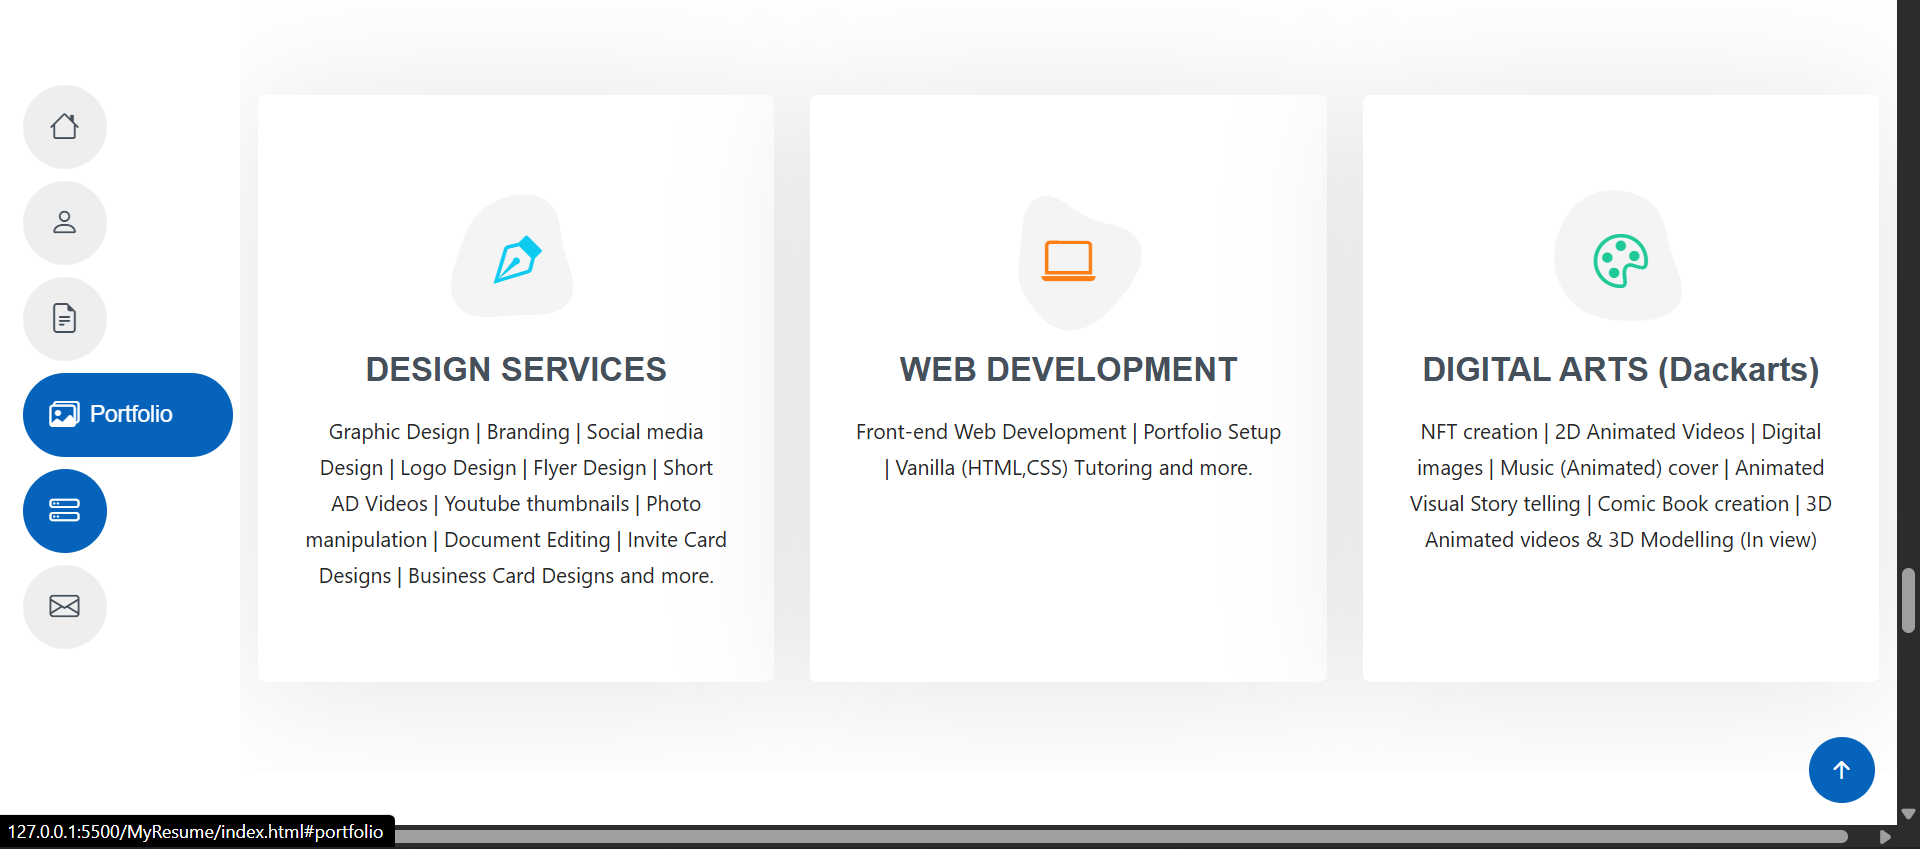 Portfolio
DESIGN SERVICES
Graphic Design | Branding | Social media
Design | Logo Design | Flyer Design | Short
AD Videos | Youtube thumbnails | Photo
manipulation | Document Editing | Invite Card
Designs | Business Card Designs and more.
WEB DEVELOPMENT
Front-end Web Development | Portfolio Setup
| Vanilla (HTML,CSS) Tutoring and more.
DIGITAL ARTS (Dackarts)
NFT creation | 2D Animated Videos | Digital
images | Music (Animated) cover | Animated
Visual Story telling | Comic Book creation | 3D
Animated videos & 3D Modelling (In view)
127.0.0.1:5500/MyResume/index.html#portfolio